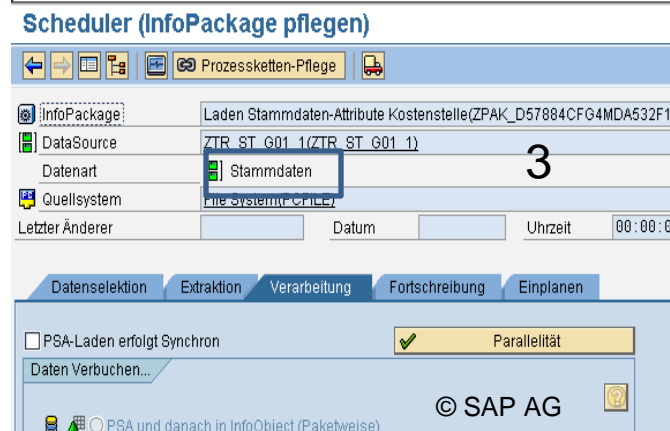 Scheduler (InfoPackage pflegen)
Prozessketten-Pflege
InfoPackage Laden Stammdaten-Attribute Kostenstelle(ZPAK_D57884CFG4MDA532F1
DataSource ZTR_ST_G01_1(ZTR_ST_G01_1)
Datenart Stammdaten 3
Quellsystem File System(PCFILE)
Letzter Änderer Datum Uhrzeit 00:00:0
Datenselektion Extraktion Verarbeitung Fortschreibung Einplanen
PSA-Laden erfolgt Synchron Parallelität
Daten Verbuchen...
© SAP AG
PSA und danach in InfoObject (Paketweise)